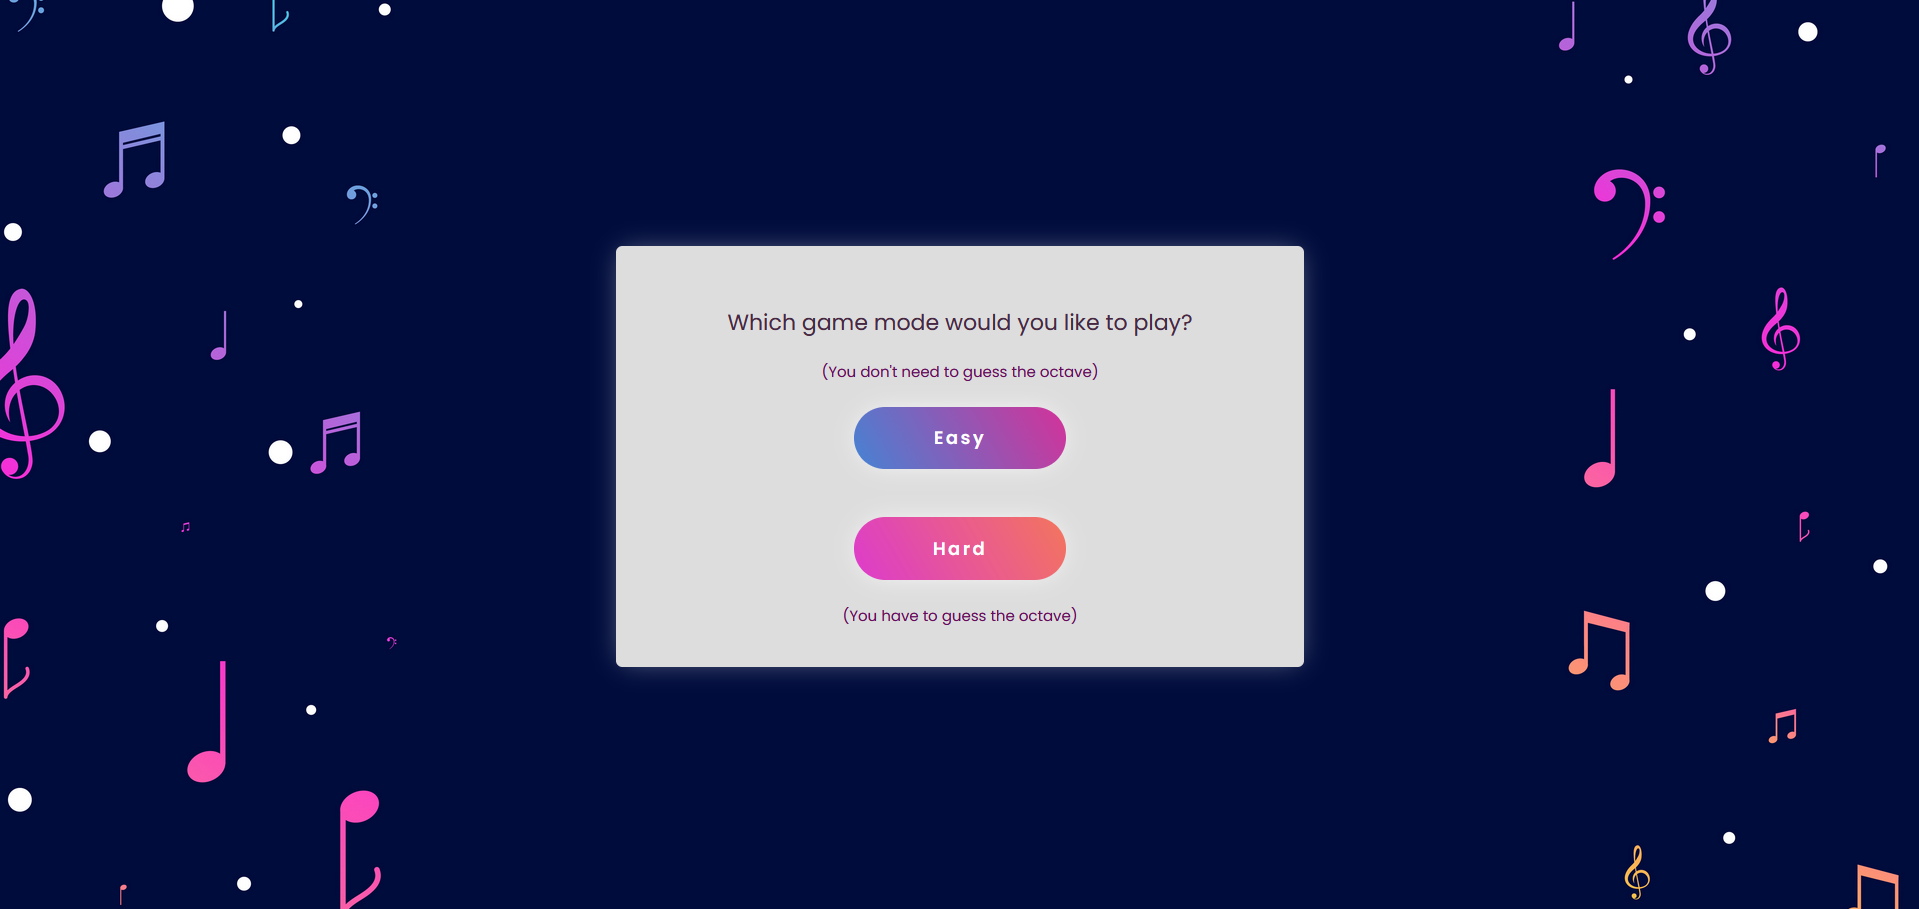 Which game mode would you like to play?
(You don't need to guess the octave)
Easy
Hard
(You have to guess the octave)